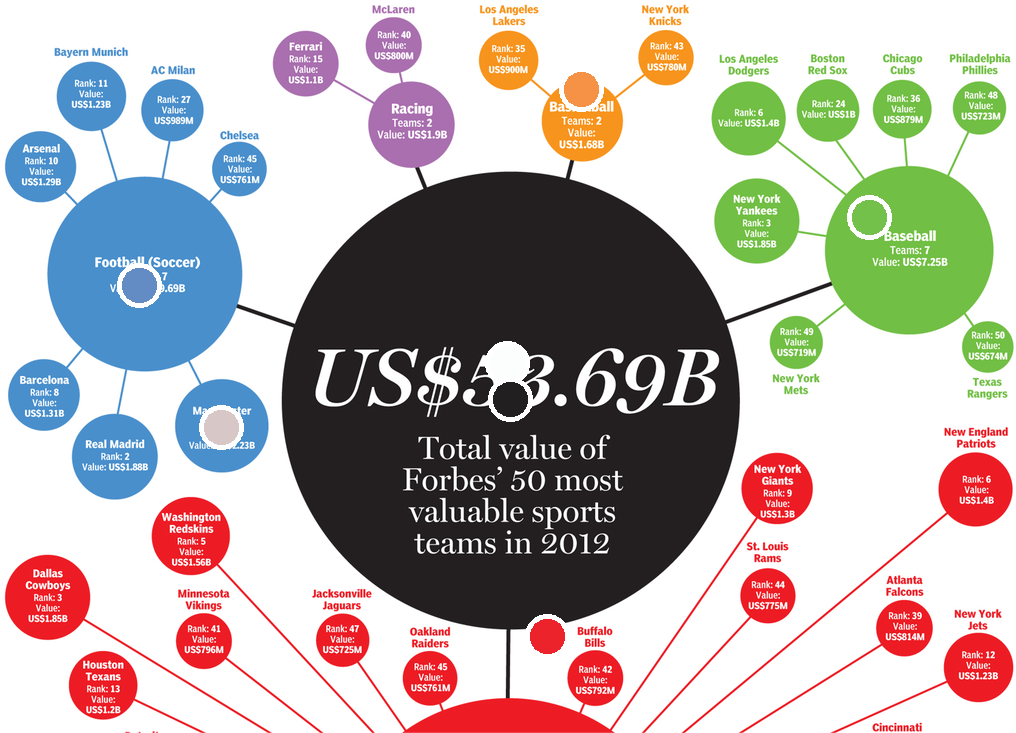 McLaren
Rank: 40
Value:
US$800M
Ferrari
Rank: 15
Value:
US$1.1B
Racing
Teams: 2
Value: US$1.9B
Los Angeles
Lakers
Rank: 35
Value:
US$900M
New York
Knicks
Rank: 43
Value:
US$780M
Teams: 2
Value:
US$1.68B
Bayern Munich
Rank: 11
Value:
US$1.23B
AC Milan
Rank: 27
Value:
US$989M
Arsenal
Rank: 10
Value:
US$1.29B
Chelsea
Rank: 45
Value:
US$761M
Football (Soccer)
Barcelona
Rank: 8
Value:
US$1.31B
Real Madrid
Rank: 2
Value: US$1.88B
Los Angeles
Dodgers
Rank: 6
Value: US$1.4B
Boston
Red Sox
Rank: 24
Value: US$1B
Chicago
Cubs
Rank: 36
Value:
US$879M
Philadelphia
Phillies
Rank: 48
Value:
US$723M
New York
Yankees
Rank: 3
Value:
US$1.85B
Baseball
Teams: 7
Value: US$7.25B
Rank: 49
Value:
US$719M
New York
Mets
Rank: 50
Value:
US$674M
Texas
Rangers
US$53.69B
Total value of
Forbes’ 50 most
valuable sports
teams in 2012
Washington
Redskins
Rank: 5
Value:
US$1.56B
Dallas
Cowboys
Rank: 3
Value:
US$1.85B
Minnesota
Vikings
Rank: 41
Value:
US$796M
Jacksonville
Jaguars
Rank: 47
Value:
US$725M
Houston
Texans
Rank: 13
Value:
US$1.2B
Oakland
Raiders
Rank: 45
Value:
US$761M
Buffalo
Bills
Rank: 42
Value:
US$792M
New York
Giants
Rank: 9
Value:
US$1.3B
New England
Patriots
Rank: 6
Value:
US$1.4B
St. Louis
Rams
Rank: 44
Value:
US$775M
Atlanta
Falcons
Rank: 39
Value:
US$814M
New York
Jets
Rank: 12
Value:
US$1.23B
Cincinnati